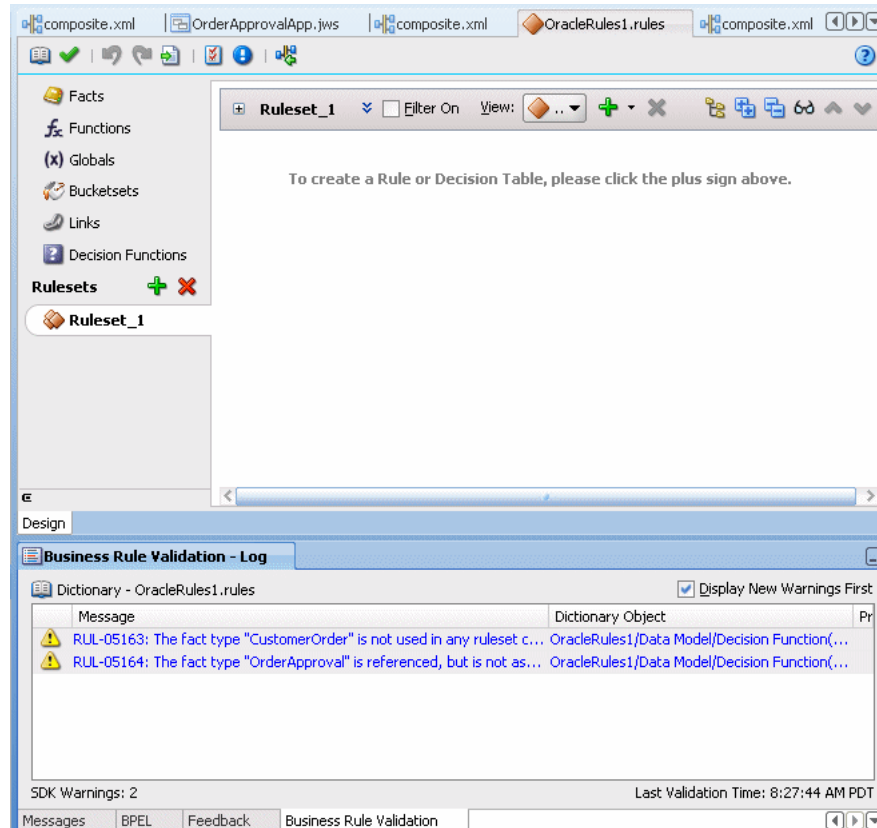 composite.xml OrderApprovalApp.jws composite.xml OracleRules1.rules composite.xml
Facts
Functions
(x) Globals
Bucketsets
Links
Decision Functions
Rulesets
Ruleset_1
Ruleset_1 Filter On View: ..
To create a Rule or Decision Table, please click the plus sign above.
Design
Business Rule Validation - Log
Dictionary - OracleRules1.rules Display New Warnings First
Message Dictionary Object Pr
RUL-05163: The fact type "CustomerOrder" is not used in any ruleset c... OracleRules1/Data Model/Decision Function(...
RUL-05164: The fact type "OrderApproval" is referenced, but is not as... OracleRules1/Data Model/Decision Function(...
SDK Warnings: 2 Last Validation Time: 8:27:44 AM PDT
Messages BPEL Feedback Business Rule Validation